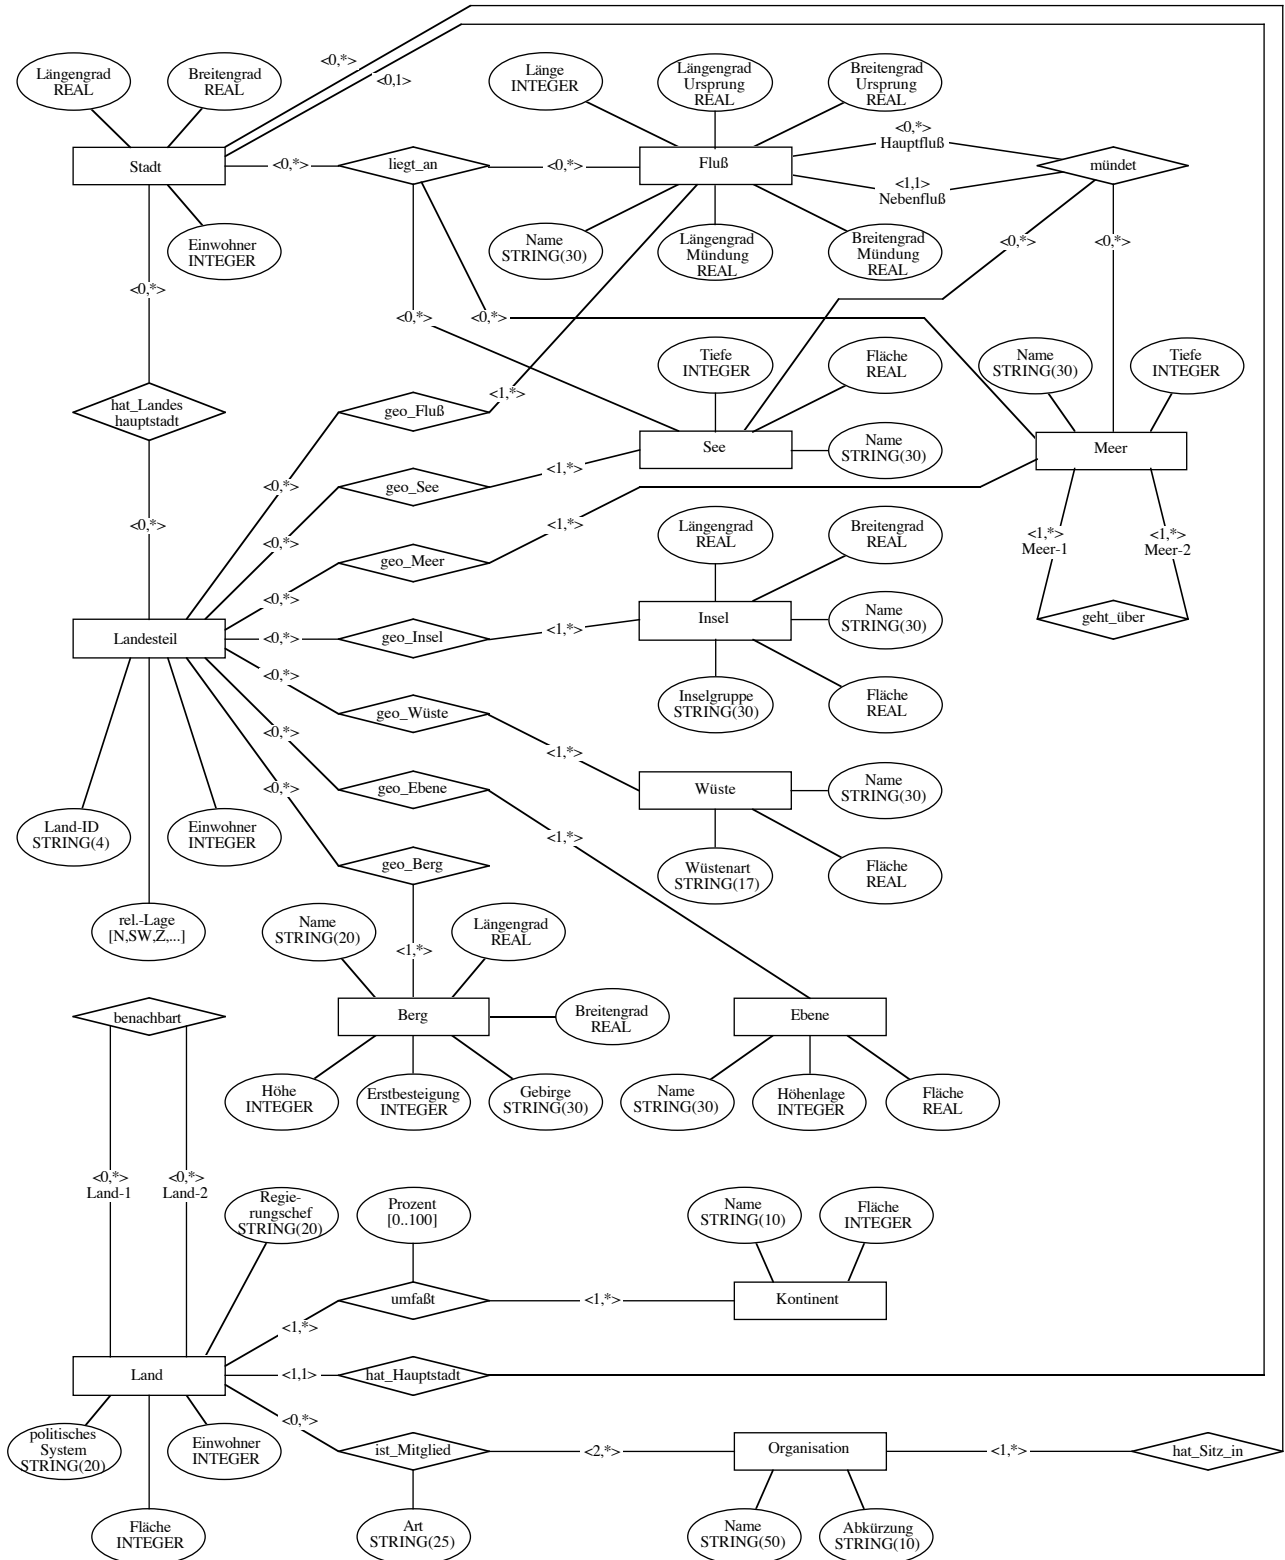 <0,*>
<0,1>
Längengrad
REAL
Breitengrad
REAL
Länge
INTEGER
Längengrad
Ursprung
REAL
Breitengrad
Ursprung
REAL
Stadt
<0,*>
liegt_an
<0,*>
Fluß
<0,*>
Hauptfluß
<1,1>
Nebenfluß
mündet
Einwohner
INTEGER
Name
STRING(30)
Längengrad
Mündung
REAL
Breitengrad
Mündung
REAL
<0,*>
<0,*>
<0,*>
<0,*>
<0,*>
hat_Landes
hauptstadt
<0,*>
Tiefe
INTEGER
Fläche
REAL
Name
STRING(30)
Tiefe
INTEGER
geo_Fluß
<1,*>
<0,*>
See
Name
STRING(30)
Meer
geo_See
<1,*>
<0,*>
geo_Meer
<1,*>
<0,*>
Längengrad
REAL
Breitengrad
REAL
<1,*>
Meer-1
<1,*>
Meer-2
geht_über
Landesteil
<0,*>
geo_Insel
<1,*>
Insel
Name
STRING(30)
Inselgruppe
STRING(30)
Fläche
REAL
<0,*>
geo_Wüste
<1,*>
Wüste
Name
STRING(30)
Wüstenart
STRING(17)
Fläche
REAL
<0,*>
geo_Ebene
<1,*>
<0,*>
geo_Berg
<1,*>
Land-ID
STRING(4)
Einwohner
INTEGER
rel.-Lage
[N,SW,Z,...]
Name
STRING(20)
Längengrad
REAL
Berg
Breitengrad
REAL
Höhe
INTEGER
Erstbesteigung
INTEGER
Gebirge
STRING(30)
Ebene
Name
STRING(30)
Höhenlage
INTEGER
Fläche
REAL
benachbart
<0,*>
Land-1
<0,*>
Land-2
Regie-
rungschef
STRING(20)
Prozent
[0..100]
Name
STRING(10)
Fläche
INTEGER
<1,*>
umfaßt
<1,*>
Kontinent
Land
<1,1>
hat_Hauptstadt
<0,*>
ist_Mitglied
<2,*>
Organisation
<1,*>
hat_Sitz_in
politisches
System
STRING(20)
Einwohner
INTEGER
Fläche
INTEGER
Art
STRING(25)
Name
STRING(50)
Abkürzung
STRING(10)